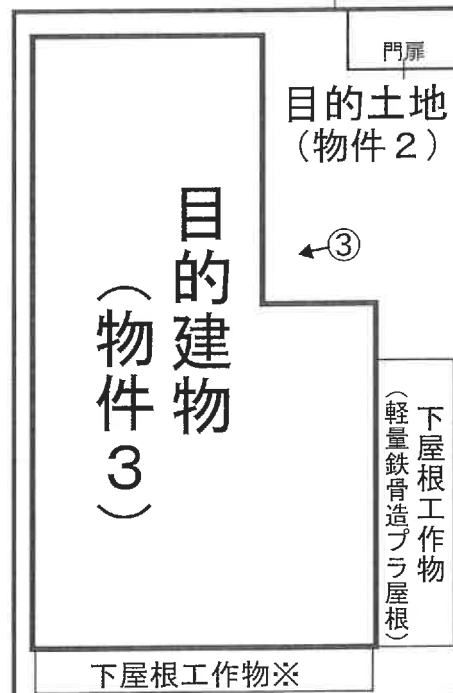 門扉
目的土地
（物件２）
③
目的建物
（物件３）
下屋根工作物
（軽量鉄骨造プラ屋根）
下屋根工作物※